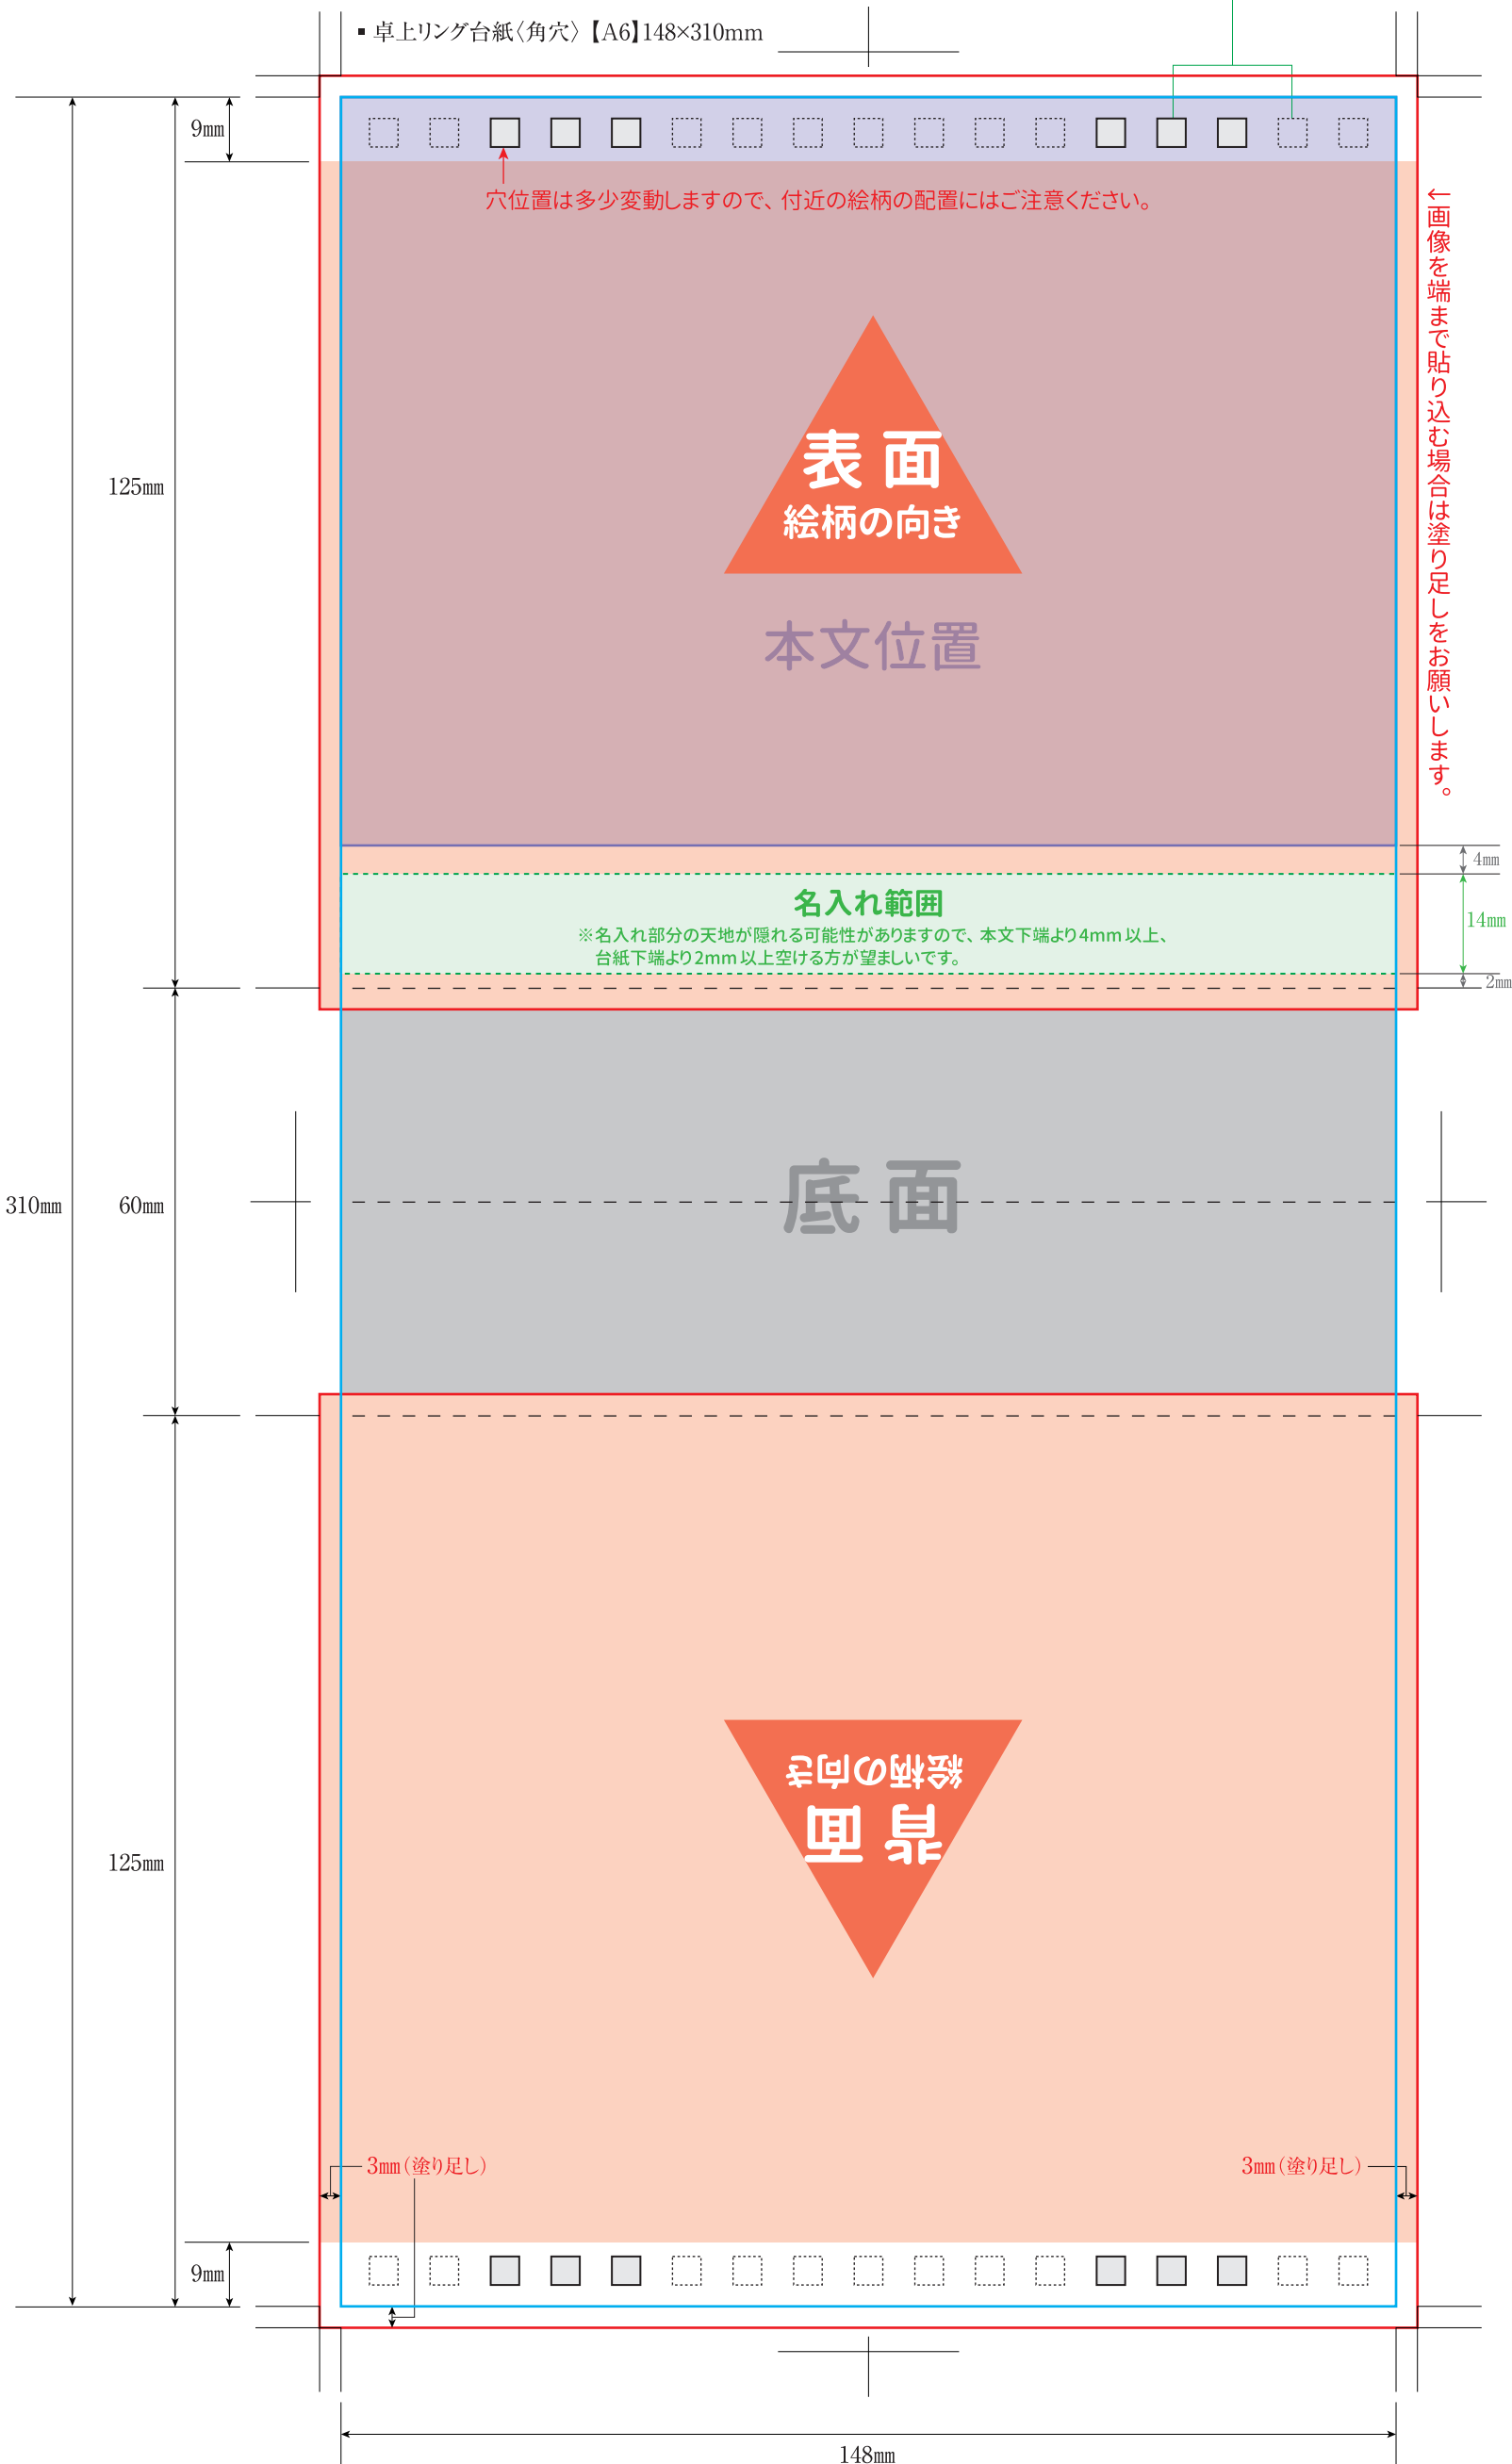 ▪ 卓上リング台紙〈角穴〉【A6】148×310mm
9mm
穴位置は多少変動しますので、付近の絵柄の配置にはご注意ください。
←画像を端まで貼り込む場合は塗り足しをお願いします。
表面
絵柄の向き
125mm
本文位置
4mm
名入れ範囲
14mm
※名入れ部分の天地が隠れる可能性がありますので、本文下端より4mm以上、
台紙下端より2mm以上空ける方が望ましいです。
2mm
底面
310mm
60mm
絵柄の向き
背面
125mm
3mm（塗り足し）
3mm（塗り足し）
9mm
148mm